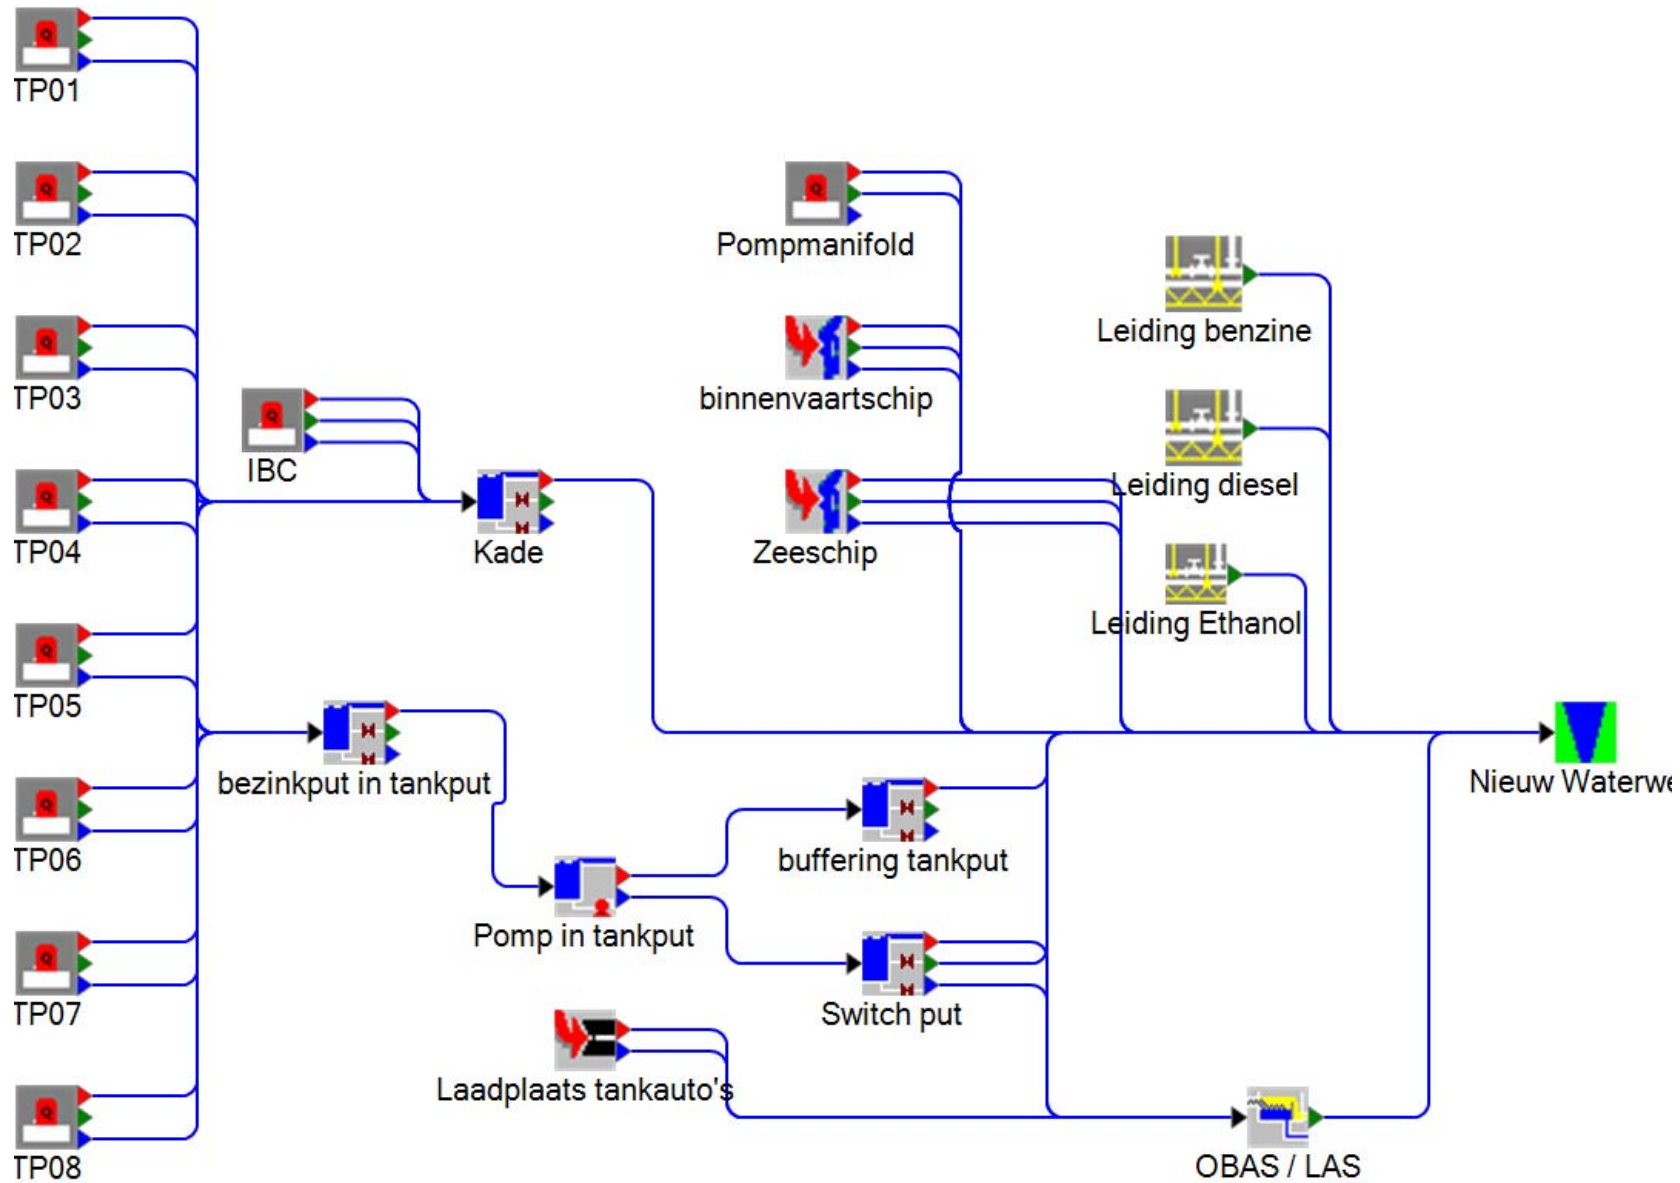 TP01
TP02
Pompmanifold
Leiding benzine
TP03
binnenvaartschip
IBC
Leiding diesel
TP04
Kade
Zeeschip
Leiding Ethanol
TP05
bezinkput in tankput
Nieuw Waterwe
TP06
buffering tankput
Pomp in tankput
TP07
Switch put
Laadplaats tankauto's
TP08
OBAS / LAS